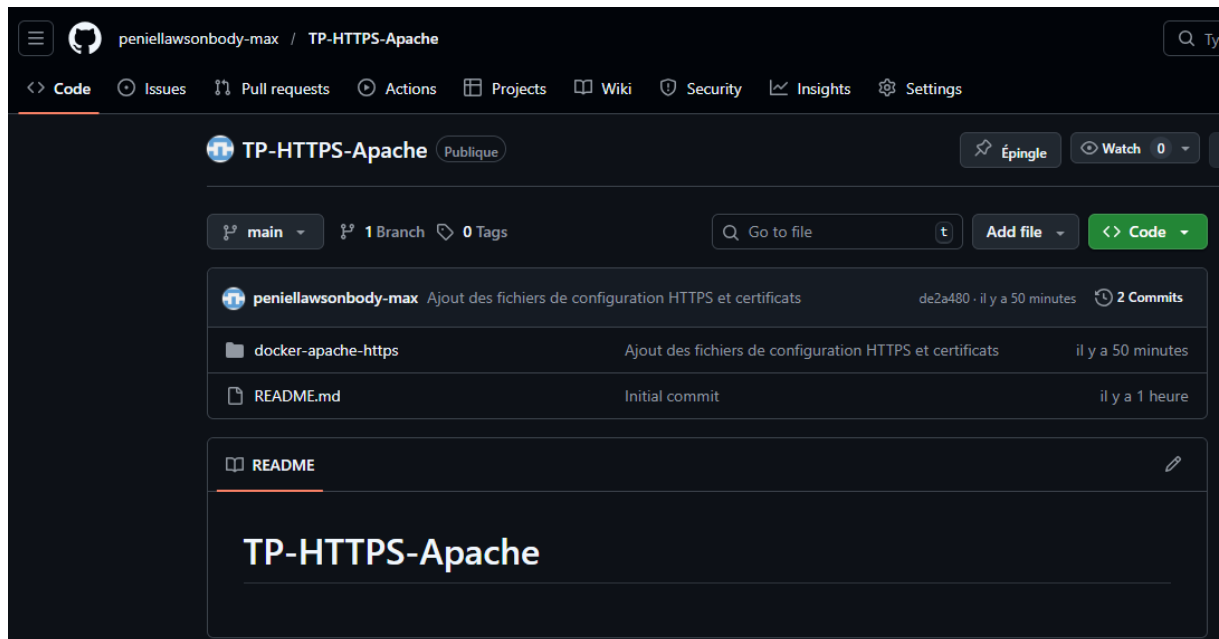 peniellawsonbody-max / TP-HTTPS-Apache
Ty
<> Code Issues Pull requests Actions Projects Wiki Security Insights Settings
TP-HTTPS-Apache Publique Épingle Watch 0
main 1 Branch 0 Tags Go to file t Add file <> Code
peniellawsonbody-max Ajout des fichiers de configuration HTTPS et certificats de2a480 · il y a 50 minutes 2 Commits
docker-apache-https Ajout des fichiers de configuration HTTPS et certificats il y a 50 minutes
README.md Initial commit il y a 1 heure
README
TP-HTTPS-Apache